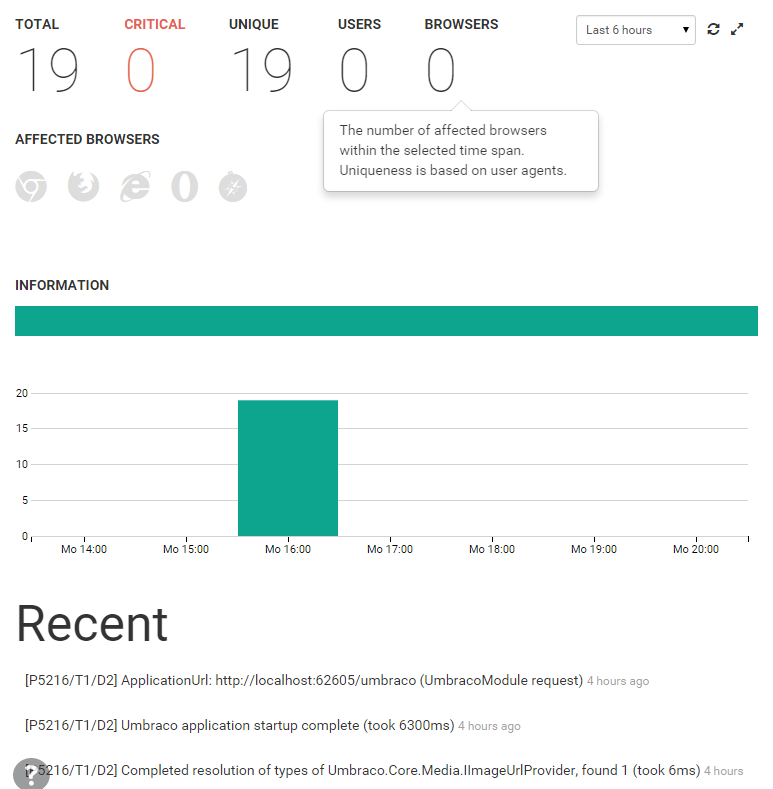 TOTAL CRITICAL UNIQUE USERS BROWSERS Last 6 hours
19 0 19 0 0
The number of affected browsers
within the selected time span.
Uniqueness is based on user agents.
AFFECTED BROWSERS
INFORMATION
20
15
10
5
0
Mo 14:00 Mo 15:00 Mo 16:00 Mo 17:00 Mo 18:00 Mo 19:00 Mo 20:00
Recent
[P5216/T1/D2] ApplicationUrl: http://localhost:62605/umbraco (UmbracoModule request) 4 hours ago
[P5216/T1/D2] Umbraco application startup complete (took 6300ms) 4 hours ago
?
[P5216/T1/D2] Completed resolution of types of Umbraco.Core.Media.IImageUrlProvider, found 1 (took 6ms) 4 hours